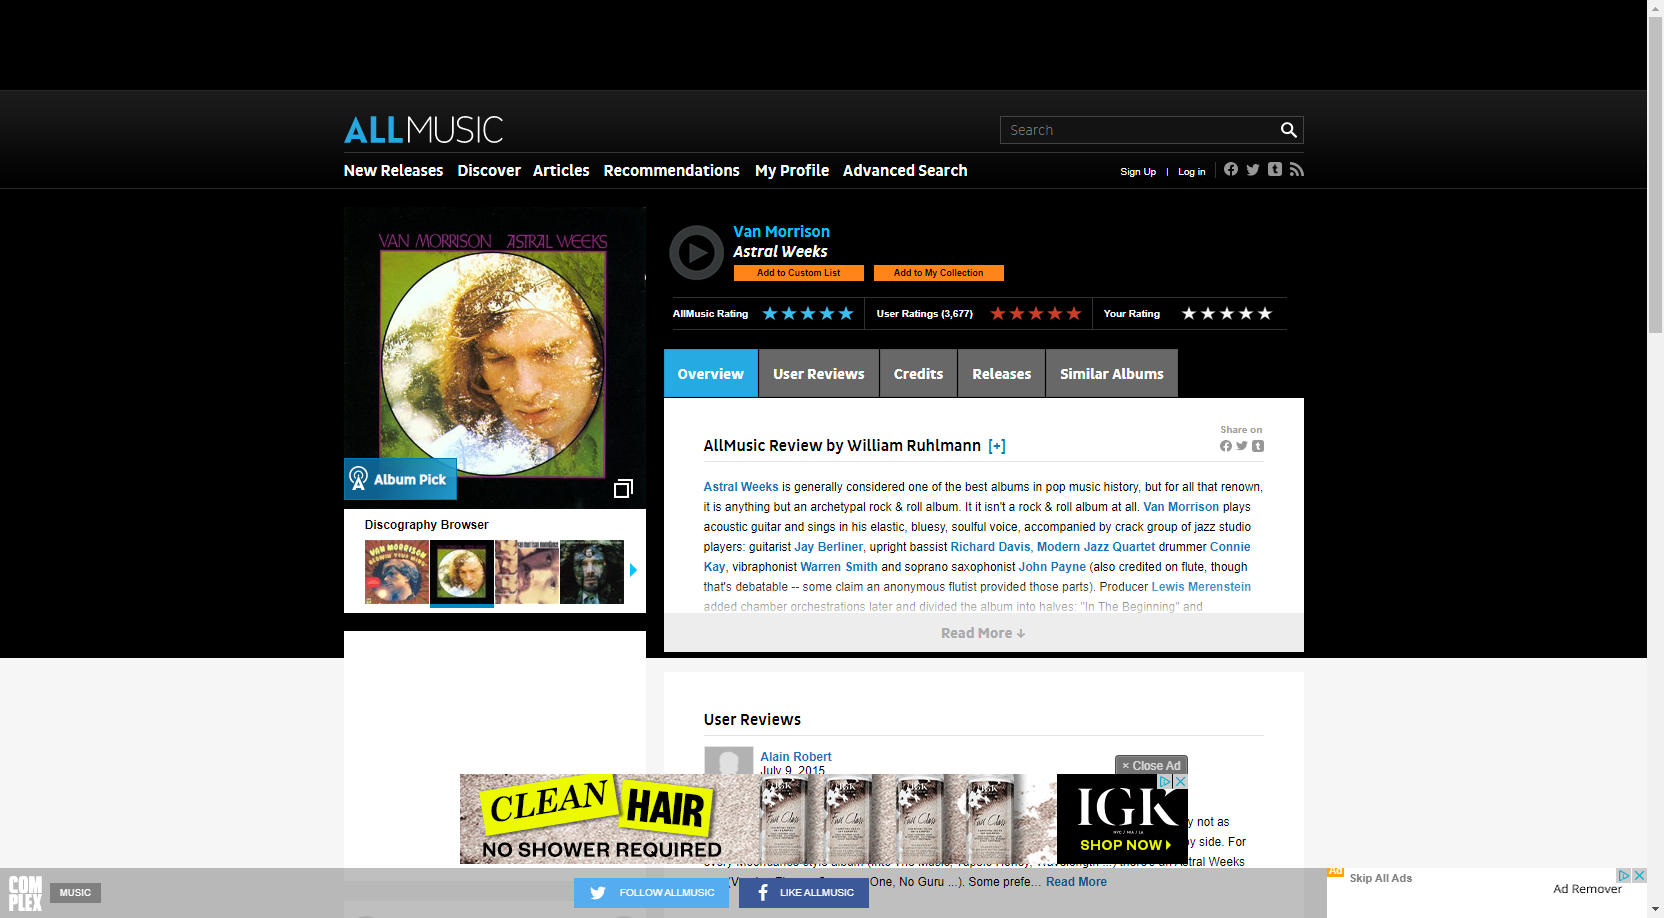 ALLMUSIC
Search
New Releases Discover Articles Recommendations My Profile Advanced Search
Sign Up | Log in
VAN MORRISON ASTRAL WEEKS
Album Pick
Van Morrison
Astral Weeks
Add to Custom List Add to My Collection
AllMusic Rating User Ratings (3,677) Your Rating
Overview User Reviews Credits Releases Similar Albums
Share on
AllMusic Review by William Ruhlmann [+]
Astral Weeks is generally considered one of the best albums in pop music history, but for all that renown,
it is anything but an archetypal rock & roll album. It it isn't a rock & roll album at all. Van Morrison plays
acoustic guitar and sings in his elastic, bluesy, soulful voice, accompanied by crack group of jazz studio
players: guitarist Jay Berliner, upright bassist Richard Davis, Modern Jazz Quartet drummer Connie
Kay, vibraphonist Warren Smith and soprano saxophonist John Payne (also credited on flute, though
that's debatable -- some claim an anonymous flutist provided those parts). Producer Lewis Merenstein
added chamber orchestrations later and divided the album into halves: "In The Beginning" and
Read More ↓
Discography Browser
VAN MORRISON
User Reviews
Alain Robert
July 9, 2015
× Close Ad
CLEAN HAIR
NO SHOWER REQUIRED
IGK
First Class
IGK
NYC / MIA / LA
SHOP NOW
y not as
by side. For
One, No Guru ...). Some prefe... Read More
COMPLEX
MUSIC
FOLLOW ALLMUSIC
LIKE ALLMUSIC
Ad
Skip All Ads
Ad Remover